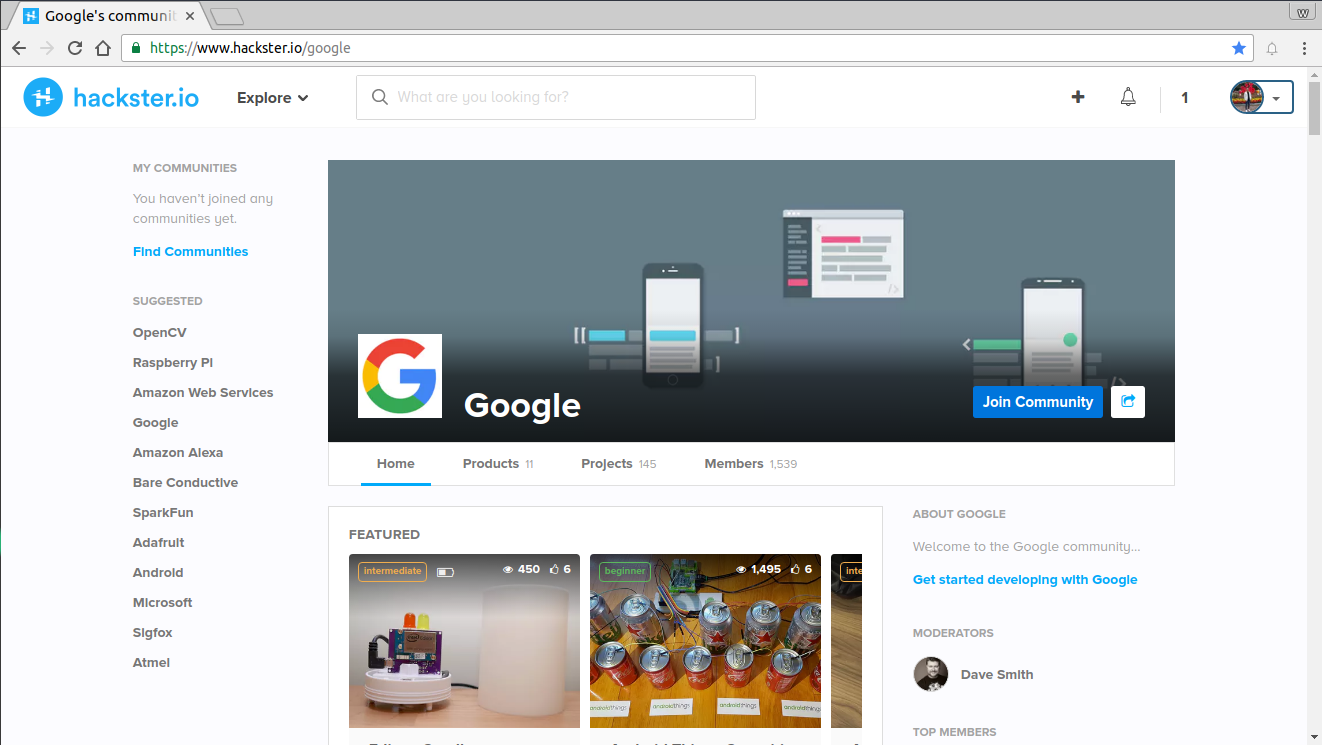 Google's communit
W
https://www.hackster.io/google
hackster.io
Explore
What are you looking for?
1
MY COMMUNITIES
You haven't joined any
communities yet.
Find Communities
SUGGESTED
OpenCV
Raspberry Pi
Amazon Web Services
Google
Amazon Alexa
Bare Conductive
SparkFun
Adafruit
Android
Microsoft
Sigfox
Atmel
Google
Join Community
Home
Products 11
Projects 145
Members 1,539
FEATURED
intermediate
450
6
beginner
1,495
6
inte
androidthings
androidthings
androidthings
ABOUT GOOGLE
Welcome to the Google community...
Get started developing with Google
MODERATORS
Dave Smith
TOP MEMBERS